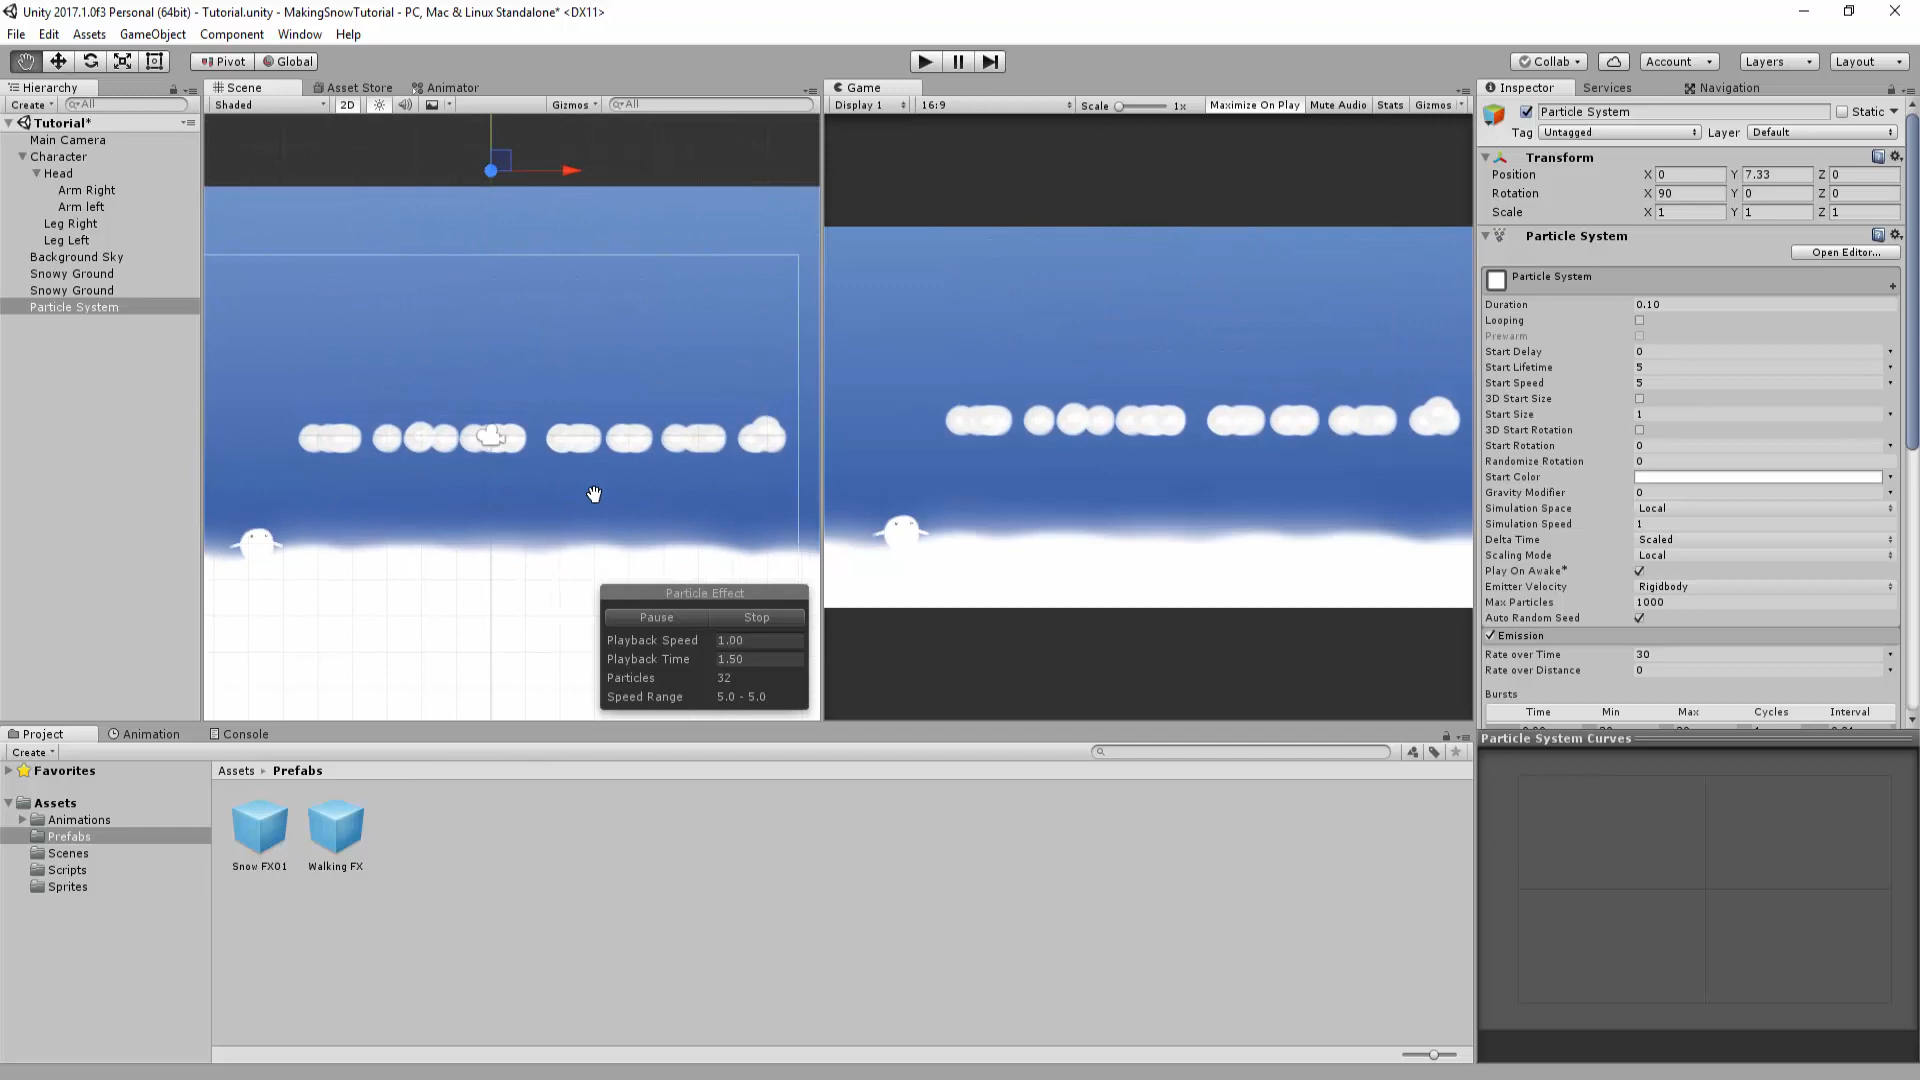 Unity 2017.1.0f3 Personal (64bit) - Tutorial.unity - MakingSnowTutorial - PC, Mac & Linux Standalone* <DX11>
File Edit Assets GameObject Component Window Help
Pivot Global Collab Account Layers Layout
Hierarchy
Create All
Tutorial*
Main Camera
Character
Head
Arm Right
Arm left
Leg Right
Leg Left
Background Sky
Snowy Ground
Snowy Ground
Particle System
Scene Asset Store Animator
Shaded 2D Gizmos All
Particle Effect
Pause Stop
Playback Speed 1.00
Playback Time 1.50
Particles 32
Speed Range 5.0 - 5.0
Game
Display 1 16:9 Scale 1x Maximize On Play Mute Audio Stats Gizmos
Inspector Services Navigation
Particle System Static
Tag Untagged Layer Default
Transform
Position X 0 Y 7.33 Z 0
Rotation X 90 Y 0 Z 0
Scale X 1 Y 1 Z 1
Particle System
Open Editor...
Particle System
Duration 0.10
Looping
Prewarm
Start Delay 0
Start Lifetime 5
Start Speed 5
3D Start Size
Start Size 1
3D Start Rotation
Start Rotation 0
Randomize Rotation 0
Start Color
Gravity Modifier 0
Simulation Space Local
Simulation Speed 1
Delta Time Scaled
Scaling Mode Local
Play On Awake*
Emitter Velocity Rigidbody
Max Particles 1000
Auto Random Seed
Emission
Rate over Time 30
Rate over Distance 0
Bursts
Time Min Max Cycles Interval
Particle System Curves
Project Animation Console
Create
Favorites
Assets
Animations
Prefabs
Scenes
Scripts
Sprites
Assets Prefabs
Snow FX01 Walking FX